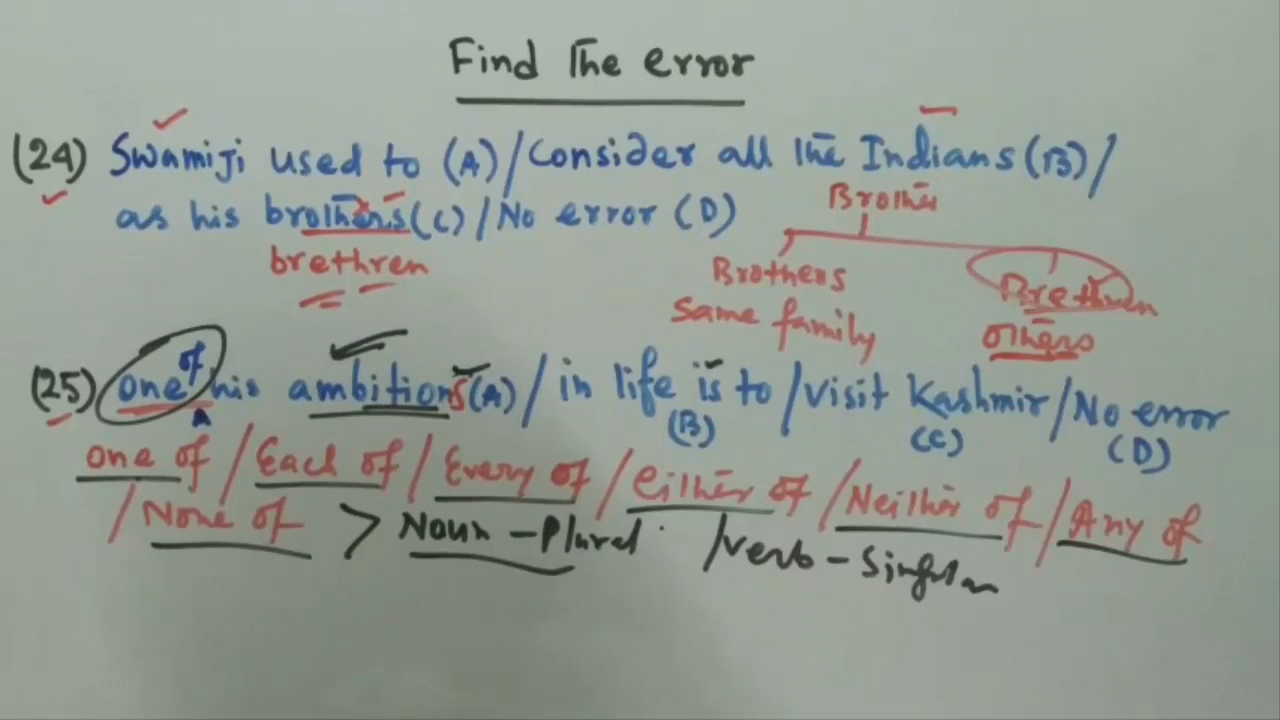 Find The error
(24) Swamiji used to (A)/Consider all the Indians (B)/
as his brothers (C)/No error (D)
Brother
brethren
Brothers
Brethren
Same family
others
(25) One of his ambitions (A)/in life is to/visit Kashmir/No error
A
(B)
(C)
(D)
One of/Each of/Every of/Either of/Neither of/Any of
/None of > Noun - Plural /verb - Singular